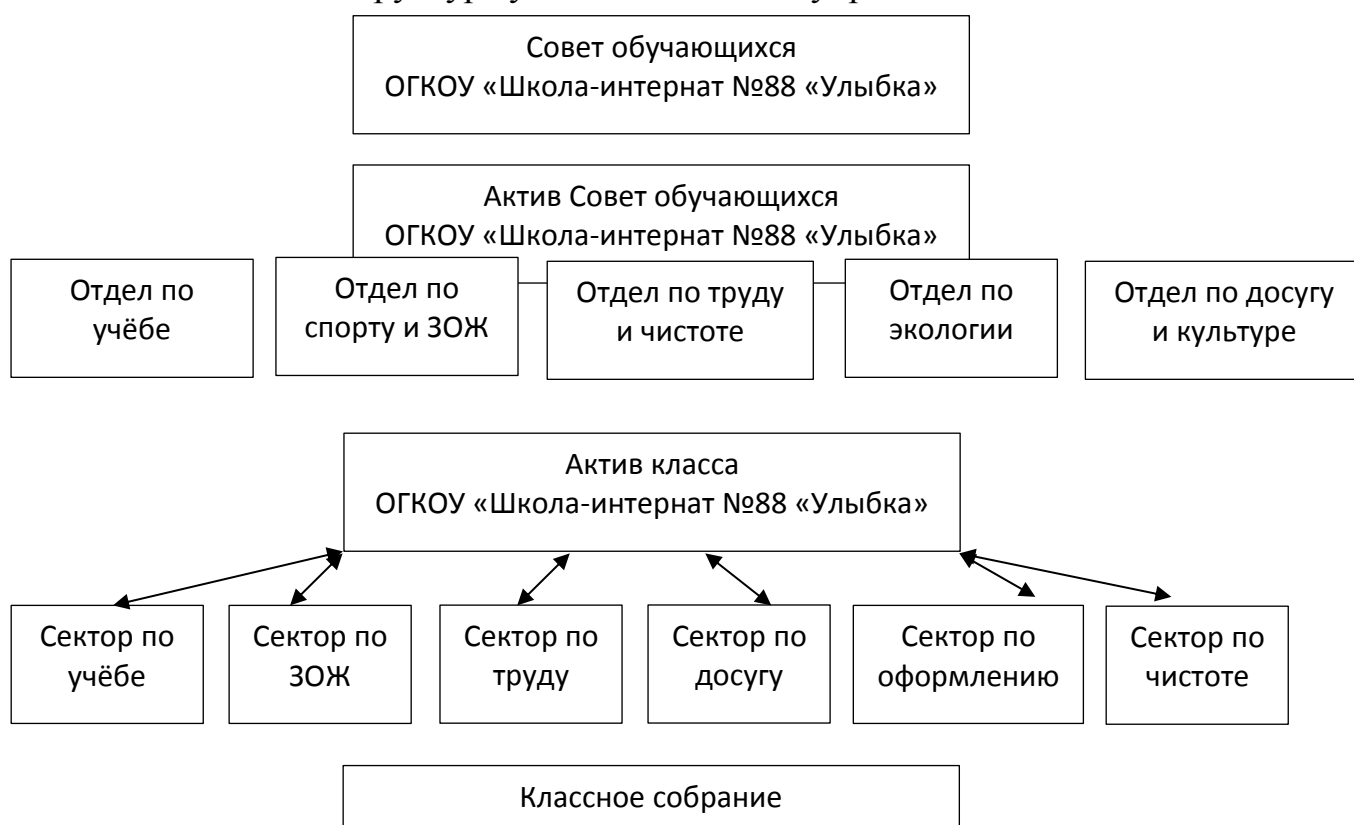 Совет обучающихся
ОГКОУ «Школа-интернат №88 «Улыбка»
Актив Совет обучающихся
ОГКОУ «Школа-интернат №88 «Улыбка»
Отдел по
учёбе
Отдел по
спорту и ЗОЖ
Отдел по труду
и чистоте
Отдел по
экологии
Отдел по досугу
и культуре
Актив класса
ОГКОУ «Школа-интернат №88 «Улыбка»
Сектор по
учёбе
Сектор по
ЗОЖ
Сектор по
труду
Сектор по
досугу
Сектор по
оформлению
Сектор по
чистоте
Классное собрание